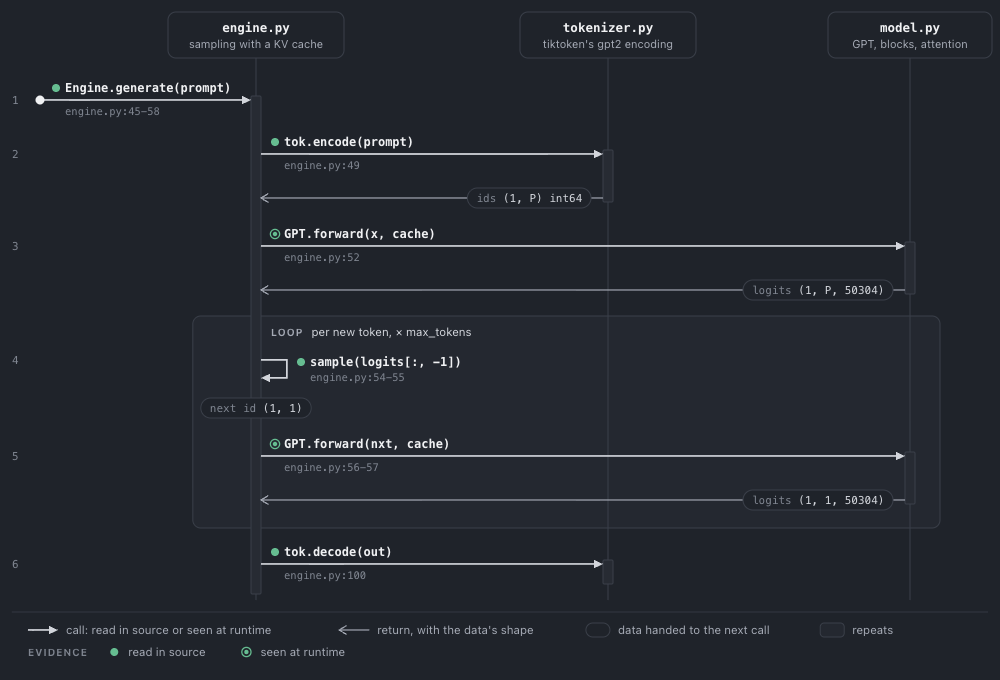 engine.py
sampling with a KV cache
tokenizer.py
tiktoken's gpt2 encoding
model.py
GPT, blocks, attention
1
Engine.generate(prompt)
engine.py:45–58
2
tok.encode(prompt)
engine.py:49
ids (1, P) int64
3
GPT.forward(x, cache)
engine.py:52
logits (1, P, 50304)
LOOP per new token, × max_tokens
4
sample(logits[:, −1])
engine.py:54–55
next id (1, 1)
5
GPT.forward(nxt, cache)
engine.py:56–57
logits (1, 1, 50304)
6
tok.decode(out)
engine.py:100
call: read in source or seen at runtime
return, with the data's shape
data handed to the next call
repeats
EVIDENCE
read in source
seen at runtime